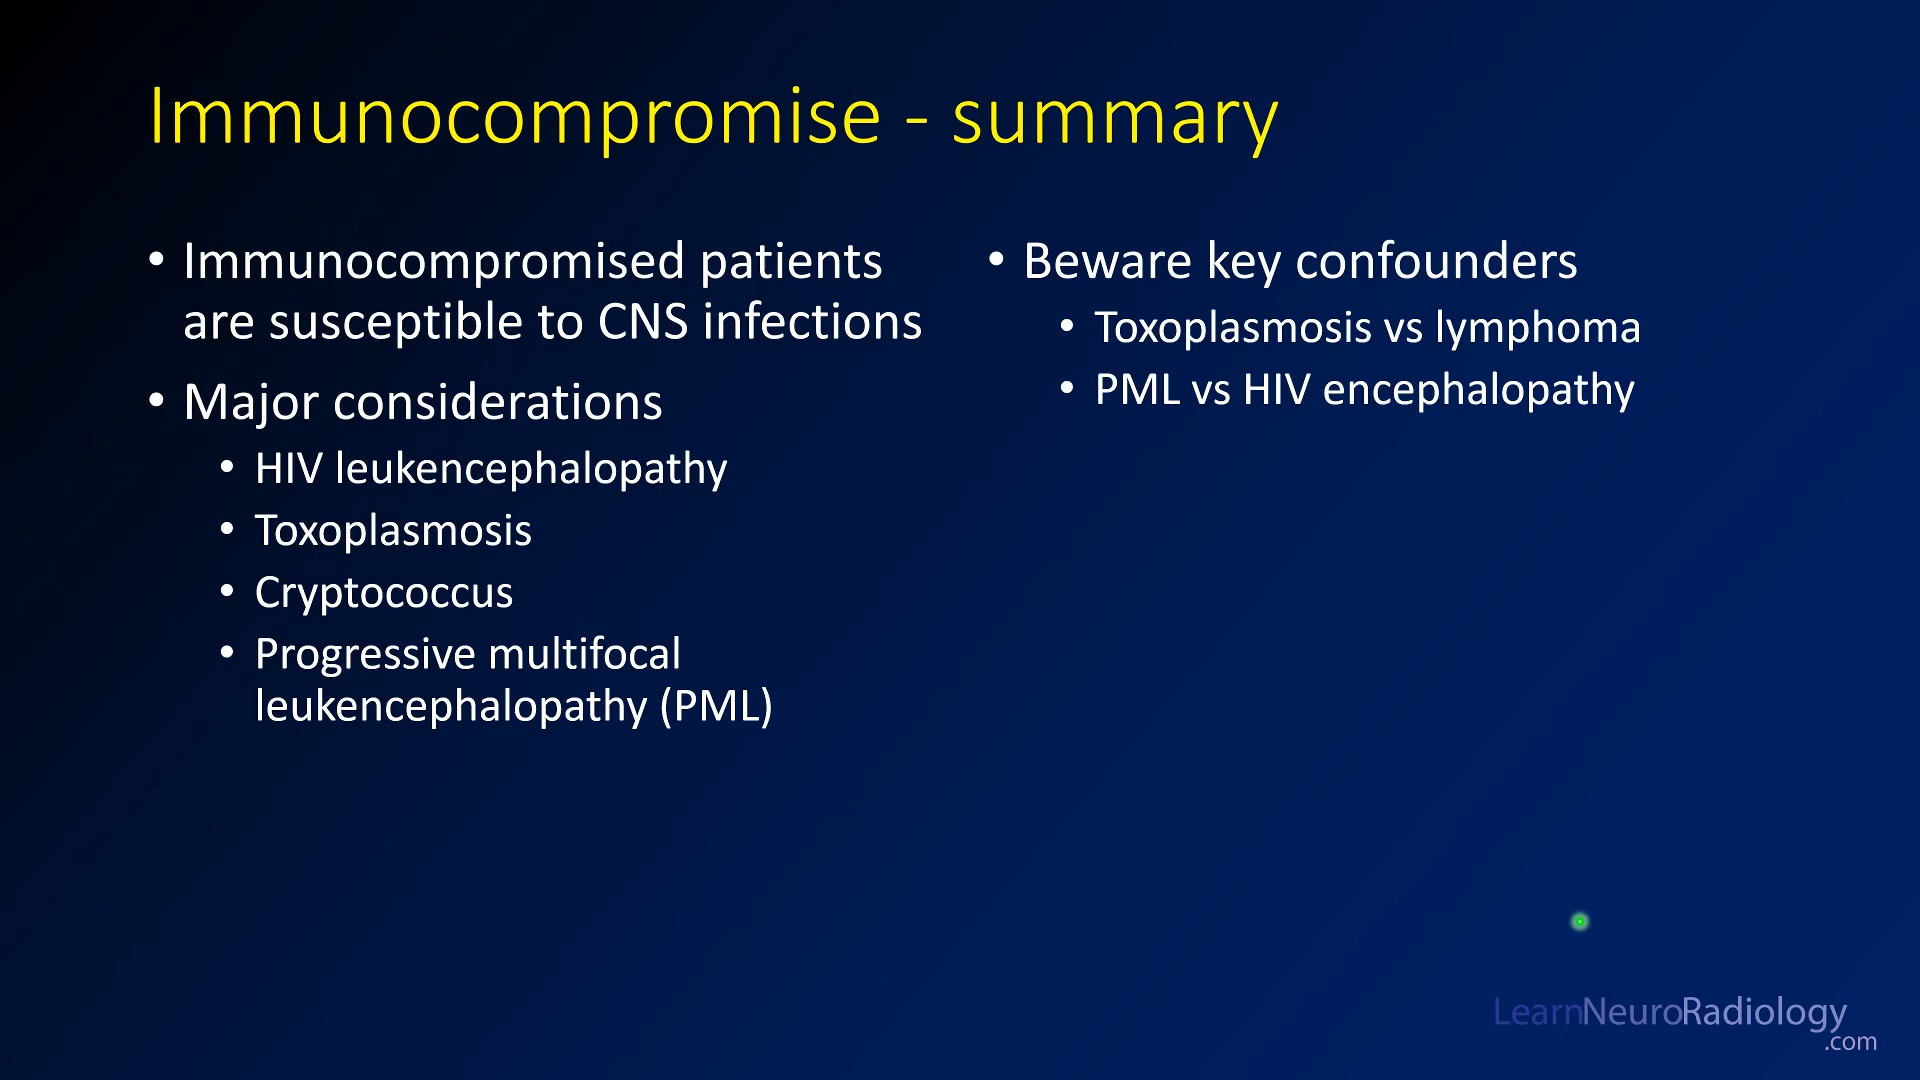 Immunocompromise - summary
• Immunocompromised patients
are susceptible to CNS infections
• Major considerations
• HIV leukencephalopathy
• Toxoplasmosis
• Cryptococcus
• Progressive multifocal
leukencephalopathy (PML)
• Beware key confounders
• Toxoplasmosis vs lymphoma
• PML vs HIV encephalopathy
LearnNeuroRadiology
.com